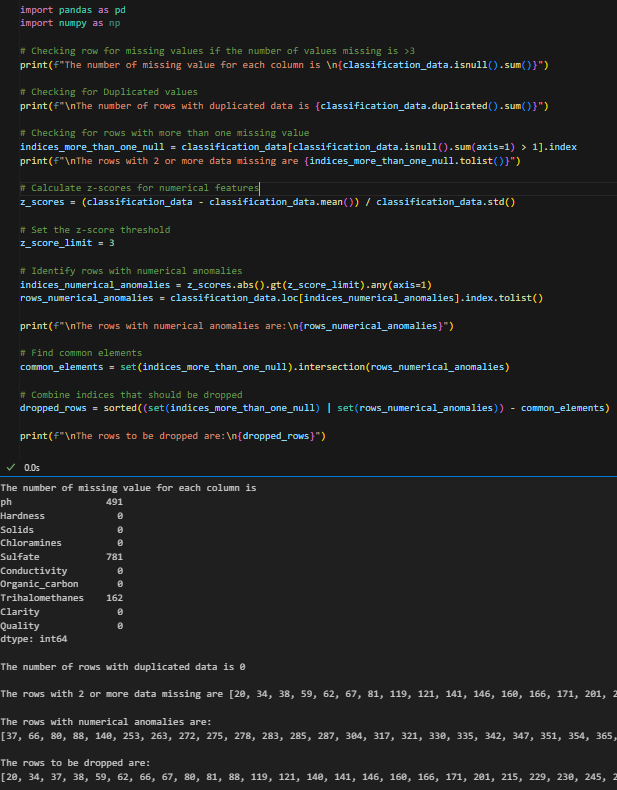 import pandas as pd
import numpy as np
# Checking row for missing values if the number of values missing is >3
print(f"The number of missing value for each column is \n{classification_data.isnull().sum()}")
# Checking for Duplicated values
print(f"\nThe number of rows with duplicated data is {classification_data.duplicated().sum()}")
# Checking for rows with more than one missing value
indices_more_than_one_null = classification_data[classification_data.isnull().sum(axis=1) > 1].index
print(f"\nThe rows with 2 or more data missing are {indices_more_than_one_null.tolist()}")
# Calculate z-scores for numerical features
z_scores = (classification_data - classification_data.mean()) / classification_data.std()
# Set the z-score threshold
z_score_limit = 3
# Identify rows with numerical anomalies
indices_numerical_anomalies = z_scores.abs().gt(z_score_limit).any(axis=1)
rows_numerical_anomalies = classification_data.loc[indices_numerical_anomalies].index.tolist()
print(f"\nThe rows with numerical anomalies are:\n{rows_numerical_anomalies}")
# Find common elements
common_elements = set(indices_more_than_one_null).intersection(rows_numerical_anomalies)
# Combine indices that should be dropped
dropped_rows = sorted((set(indices_more_than_one_null) | set(rows_numerical_anomalies)) - common_elements)
print(f"\nThe rows to be dropped are:\n{dropped_rows}")
0.0s
The number of missing value for each column is
ph 491
Hardness 0
Solids 0
Chloramines 0
Sulfate 781
Conductivity 0
Organic_carbon 0
Trihalomethanes 162
Clarity 0
Quality 0
dtype: int64
The number of rows with duplicated data is 0
The rows with 2 or more data missing are [20, 34, 38, 59, 62, 67, 81, 119, 121, 141, 146, 160, 166, 171, 201, 2
The rows with numerical anomalies are:
[37, 66, 80, 88, 140, 253, 263, 272, 275, 278, 283, 285, 287, 304, 317, 321, 330, 335, 342, 347, 351, 354, 365,
The rows to be dropped are:
[20, 34, 37, 38, 59, 62, 66, 67, 80, 81, 88, 119, 121, 140, 141, 146, 160, 166, 171, 201, 215, 229, 230, 245, 2